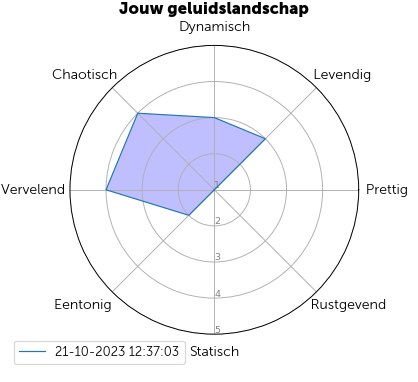 Jouw geluidslandschap
Dynamisch
Chaotisch
Levendig
Vervelend
1
Prettig
2
3
4
Eentonig
Rustgevend
5
21-10-2023 12:37:03
Statisch